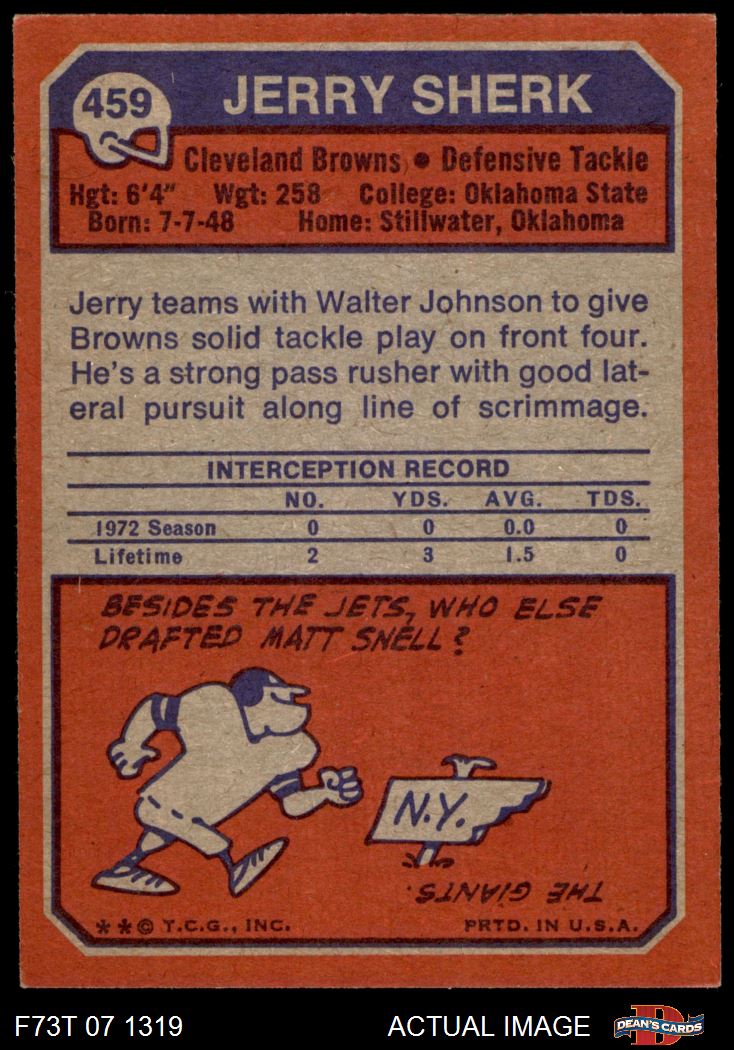 459
JERRY SHERK
Cleveland Browns • Defensive Tackle
Hgt: 6'4" Wgt: 258 College: Oklahoma State
Born: 7-7-48 Home: Stillwater, Oklahoma
Jerry teams with Walter Johnson to give
Browns solid tackle play on front four.
He's a strong pass rusher with good lat-
eral pursuit along line of scrimmage.
INTERCEPTION RECORD
NO. YDS. AVG. TDS.
1972 Season 0 0 0.0 0
Lifetime 2 3 1.5 0
BESIDES THE JETS, WHO ELSE
DRAFTED MATT SNELL?
N.Y.
THE GIANTS.
**© T.C.G., INC. PRTD. IN U.S.A.
F73T 07 1319 ACTUAL IMAGE
D
DEAN'S CARDS